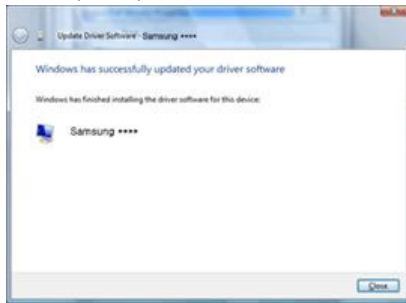 Update Driver Software - Samsung ****
Windows has successfully updated your driver software
Windows has finished installing the driver software for this device:
Samsung ****
Close